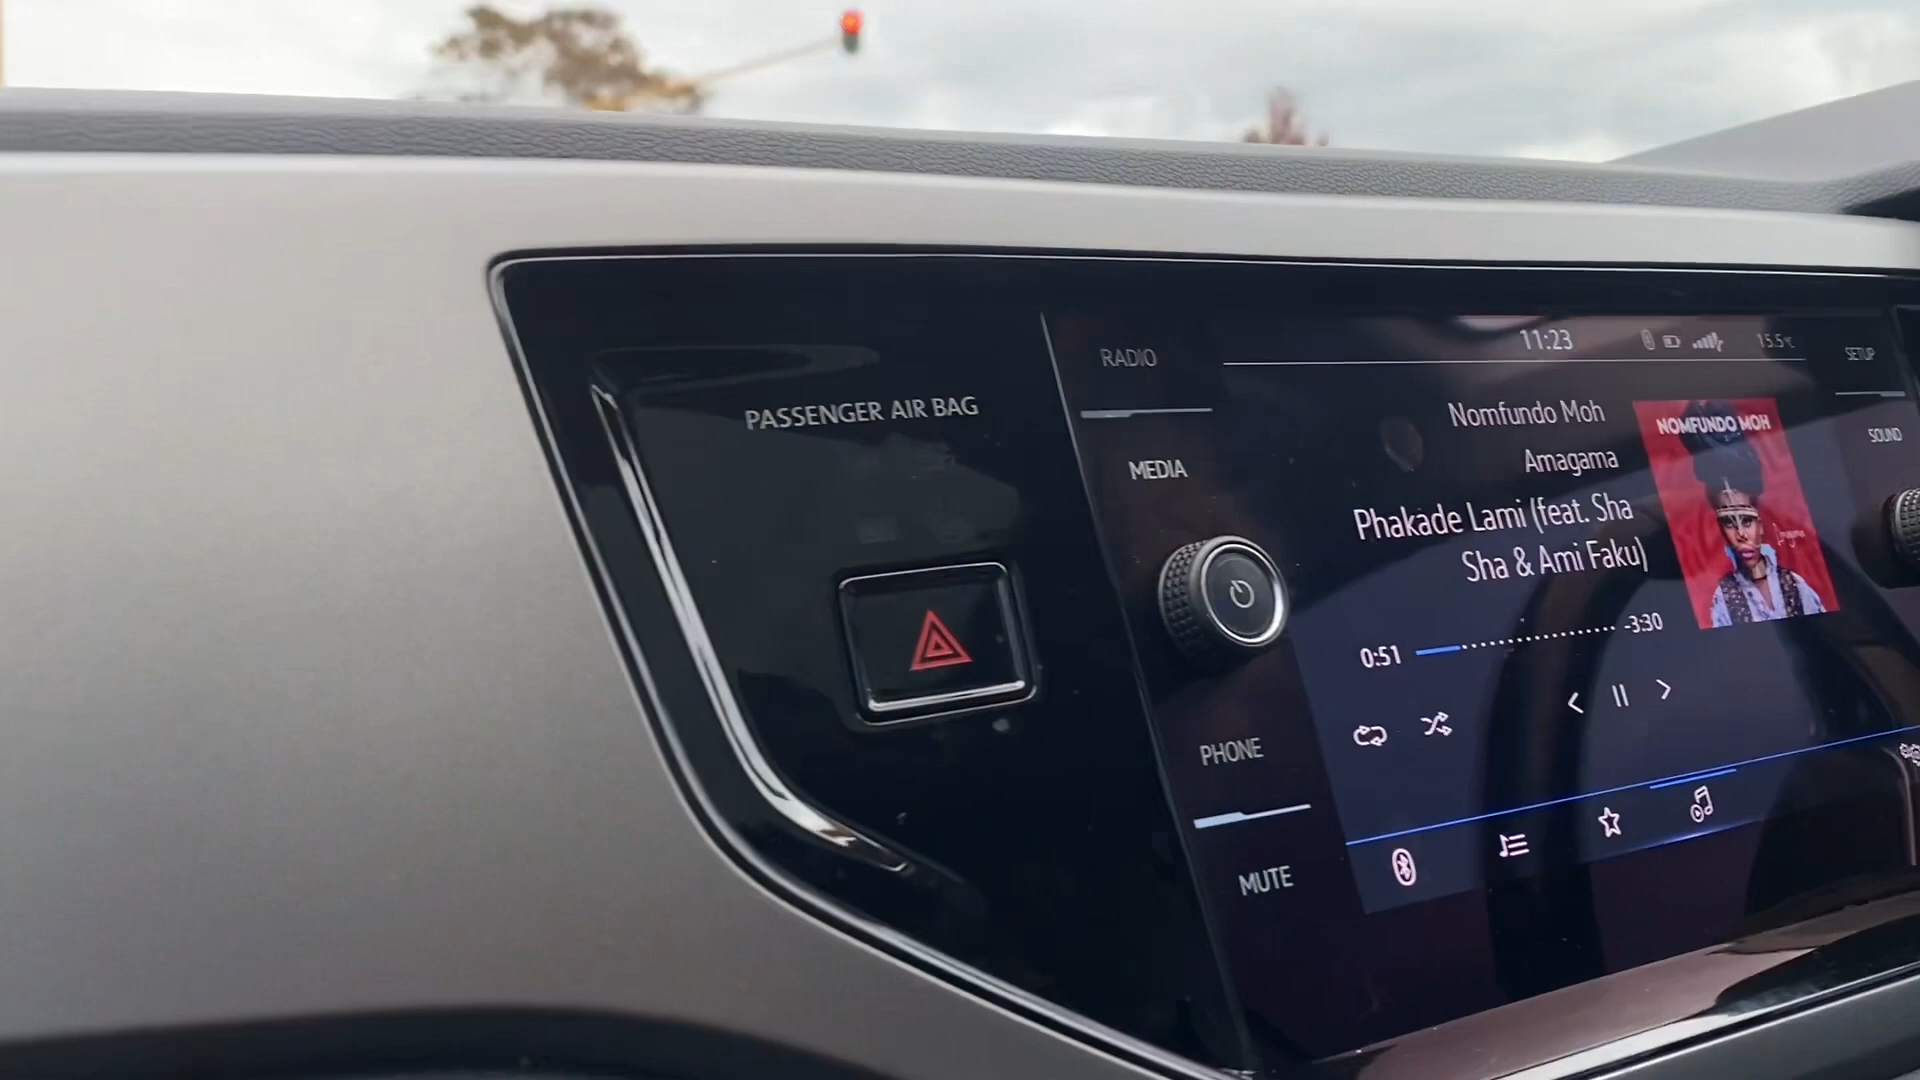 11:23
15.5°C
RADIO
SETUP
PASSENGER AIR BAG
MEDIA
SOUND
Nomfundo Moh
Amagama
Phakade Lami (feat. Sha
Sha & Ami Faku)
NOMFUNDO MOH
0:51
-3:30
PHONE
MUTE